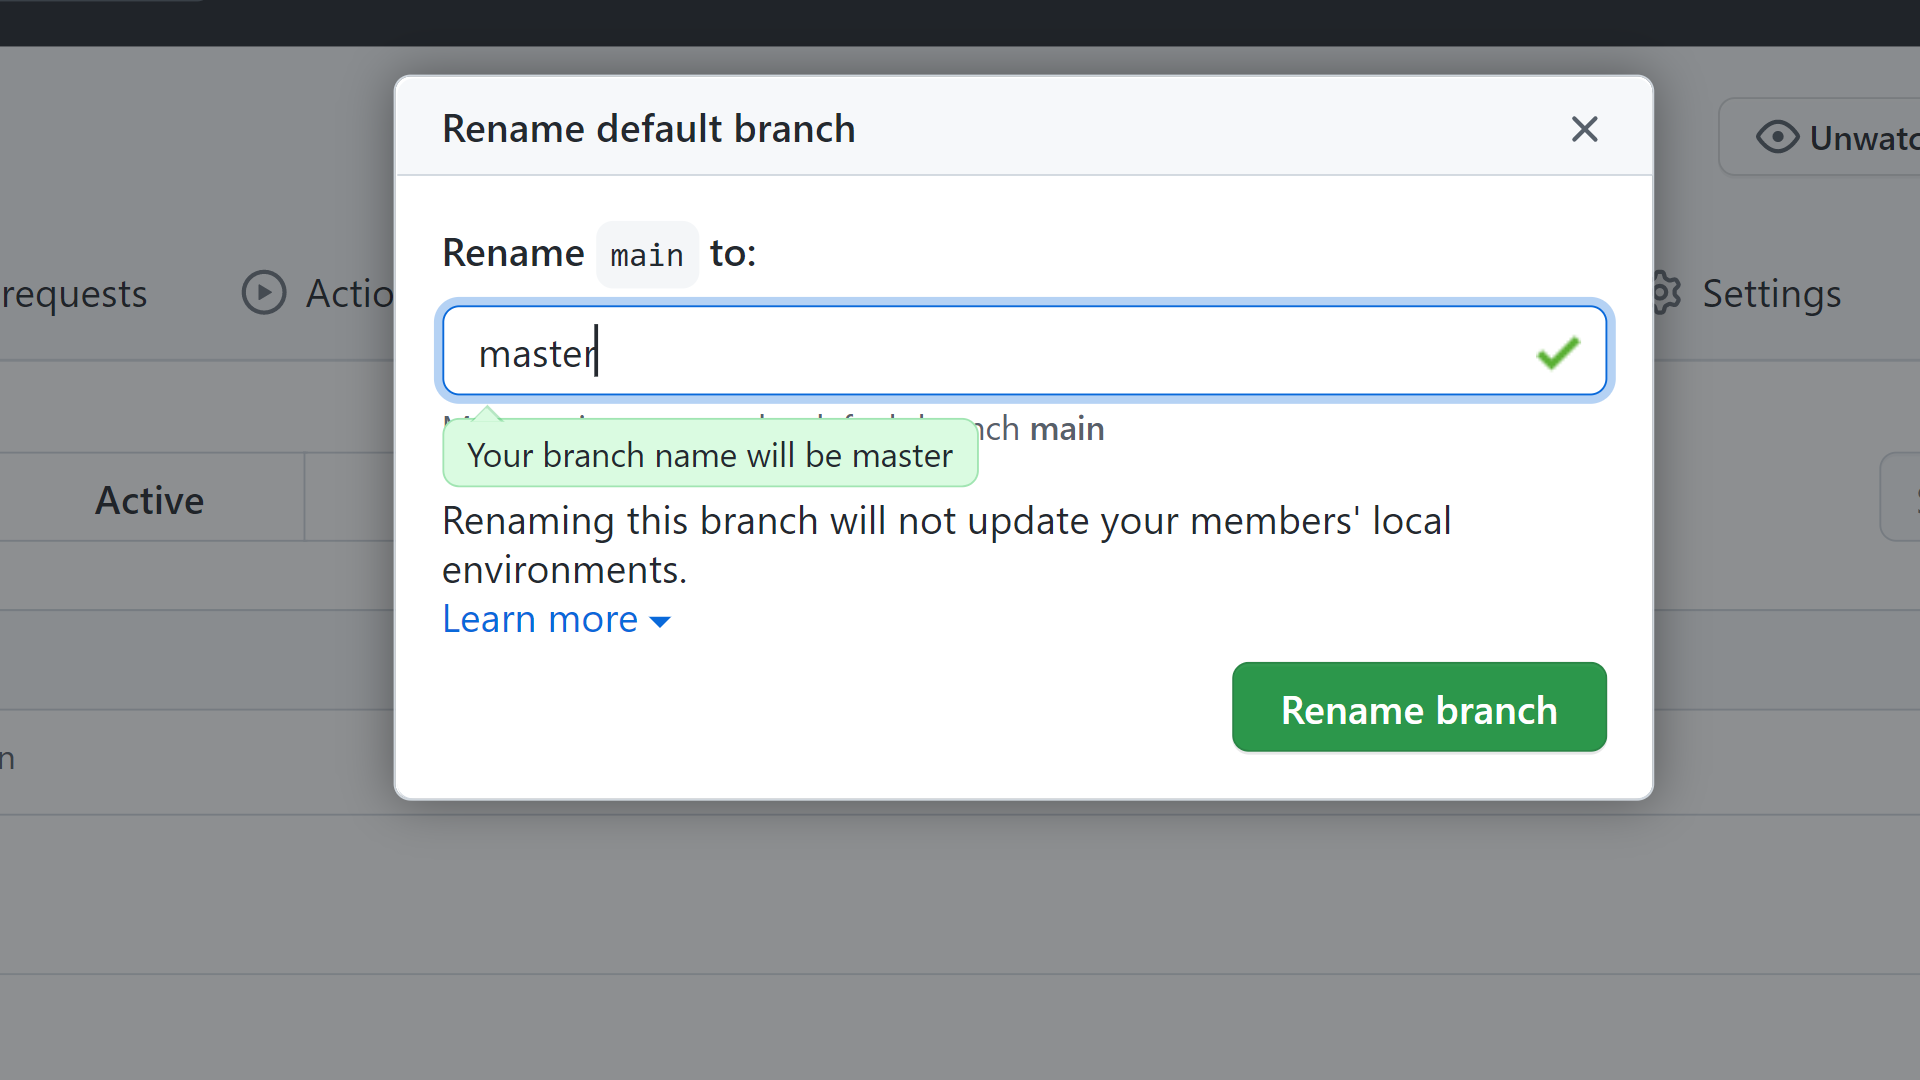 Rename default branch
Unwatc
Rename main to:
requests
Actio
Settings
master
nch main
Your branch name will be master
Active
Renaming this branch will not update your members' local
environments.
Learn more
Rename branch
n